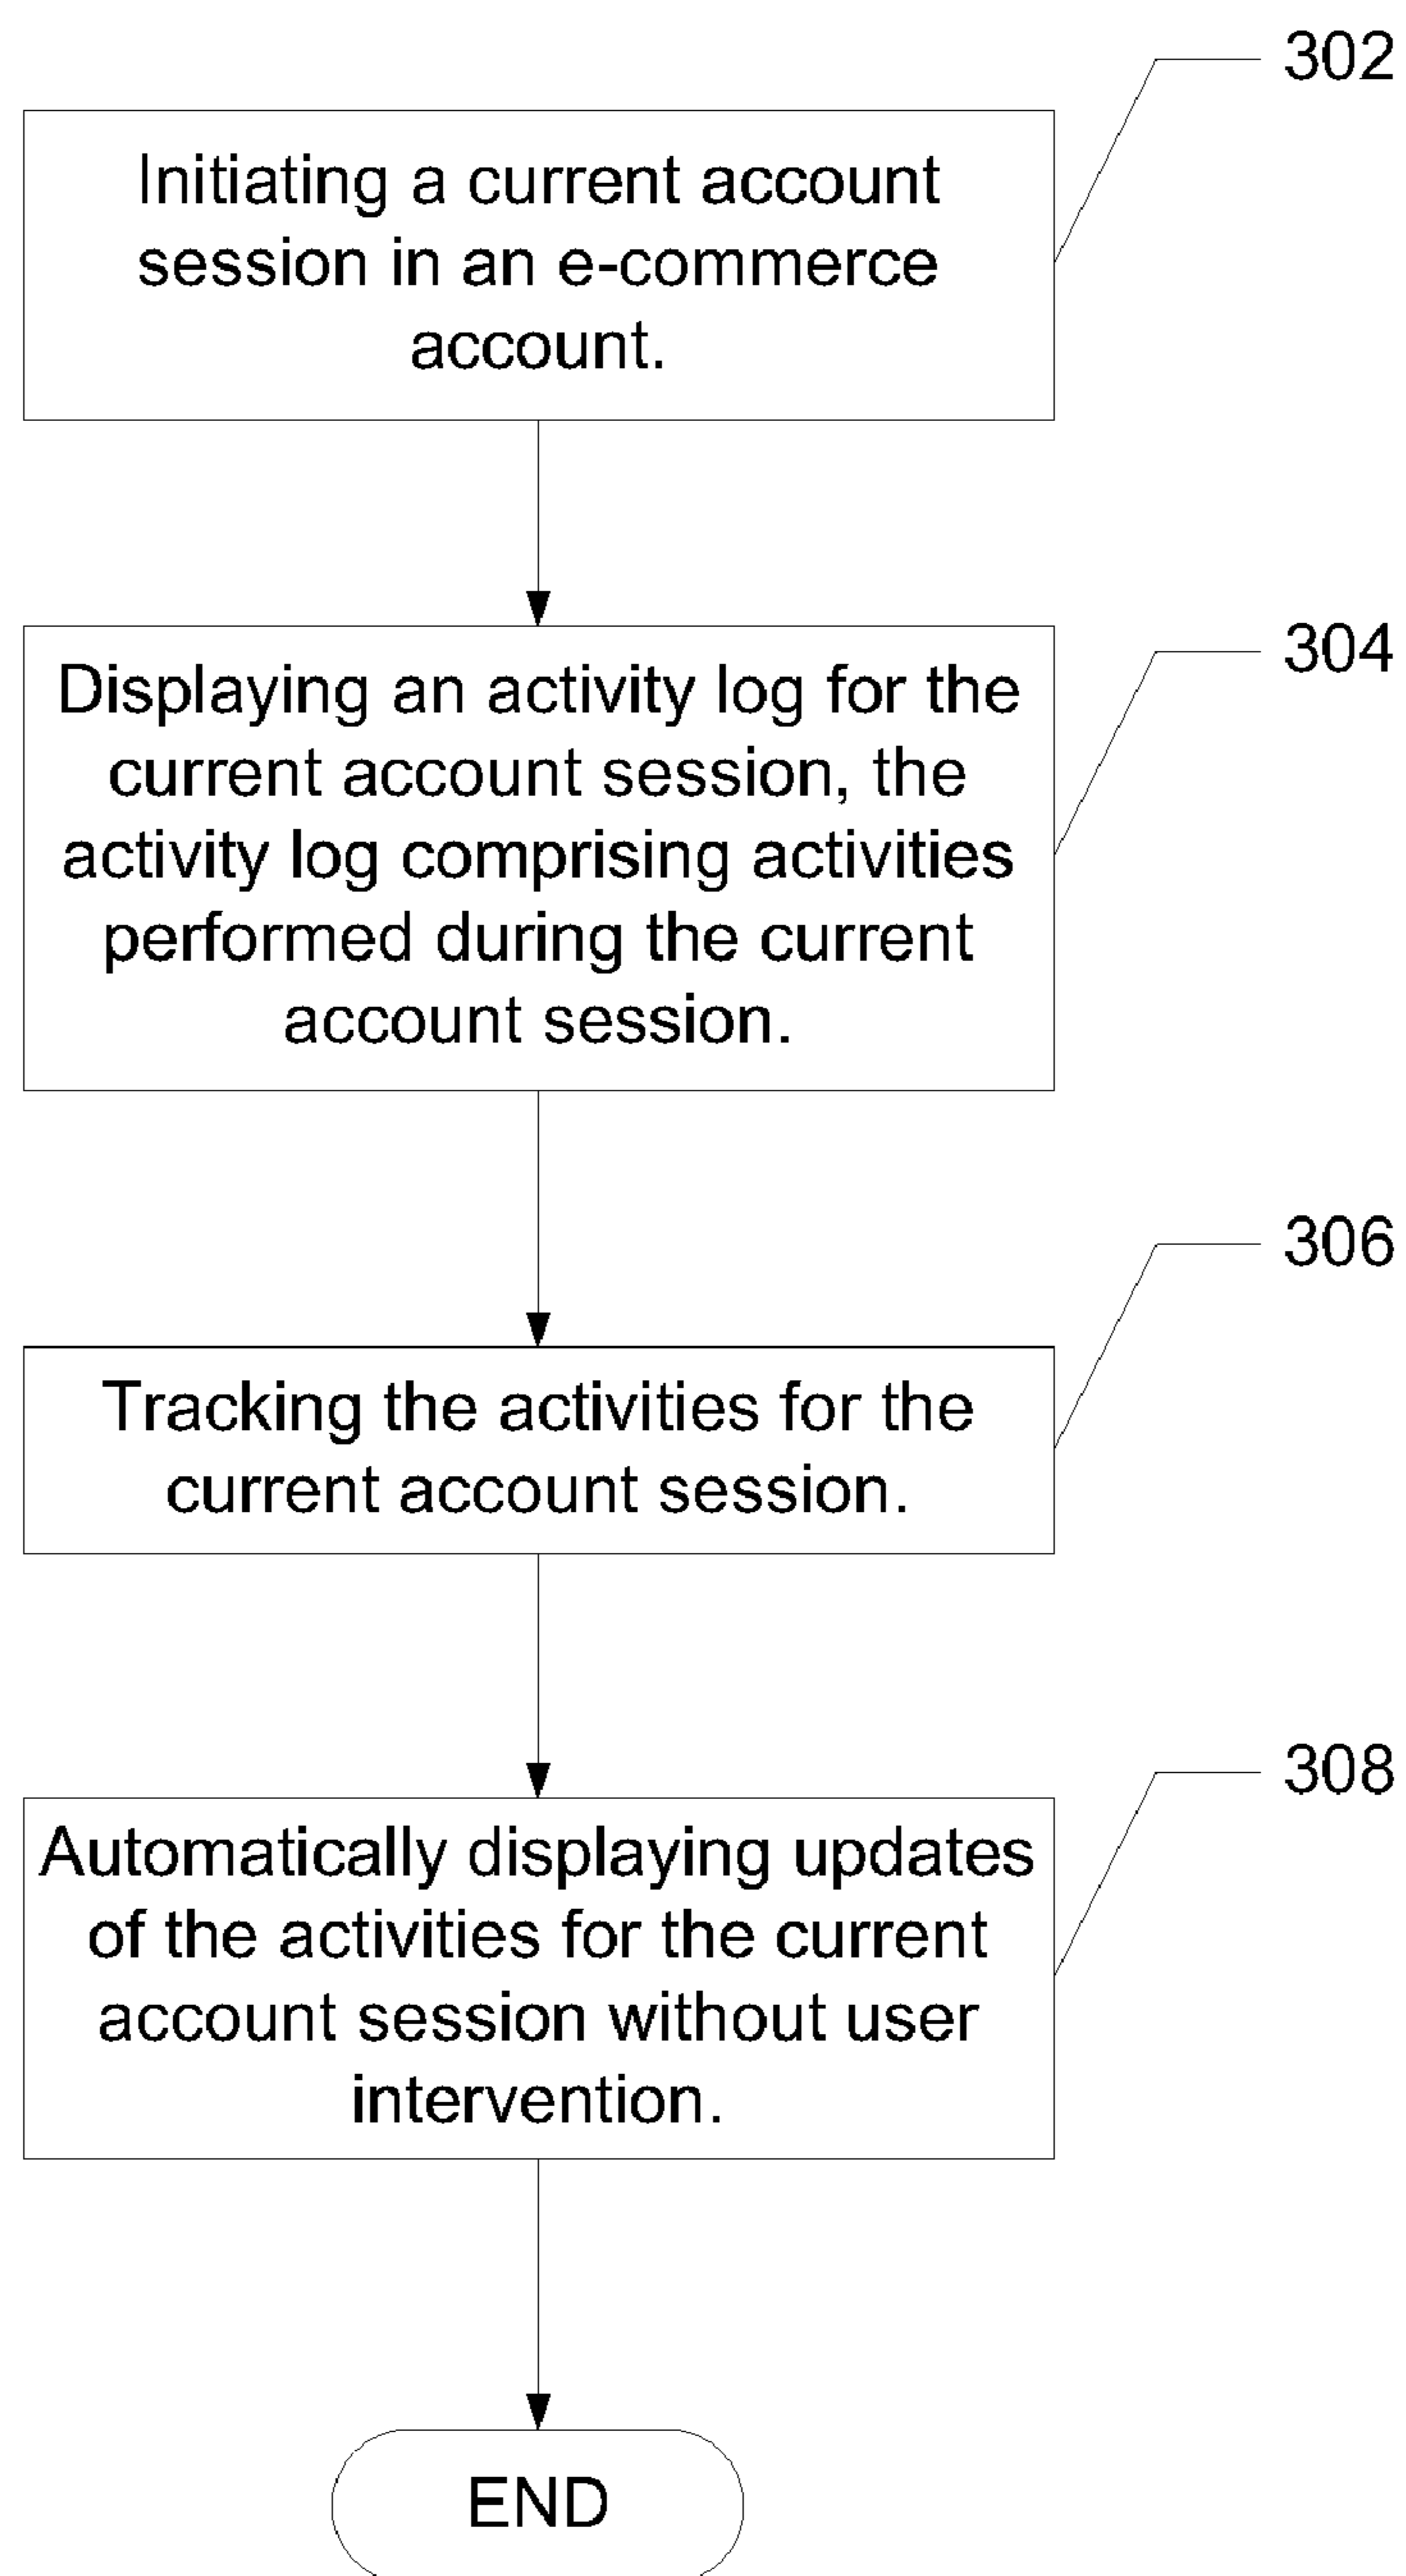 302
Initiating a current account
session in an e-commerce
account.
304
Displaying an activity log for the
current account session, the
activity log comprising activities
performed during the current
account session.
306
Tracking the activities for the
current account session.
308
Automatically displaying updates
of the activities for the current
account session without user
intervention.
END